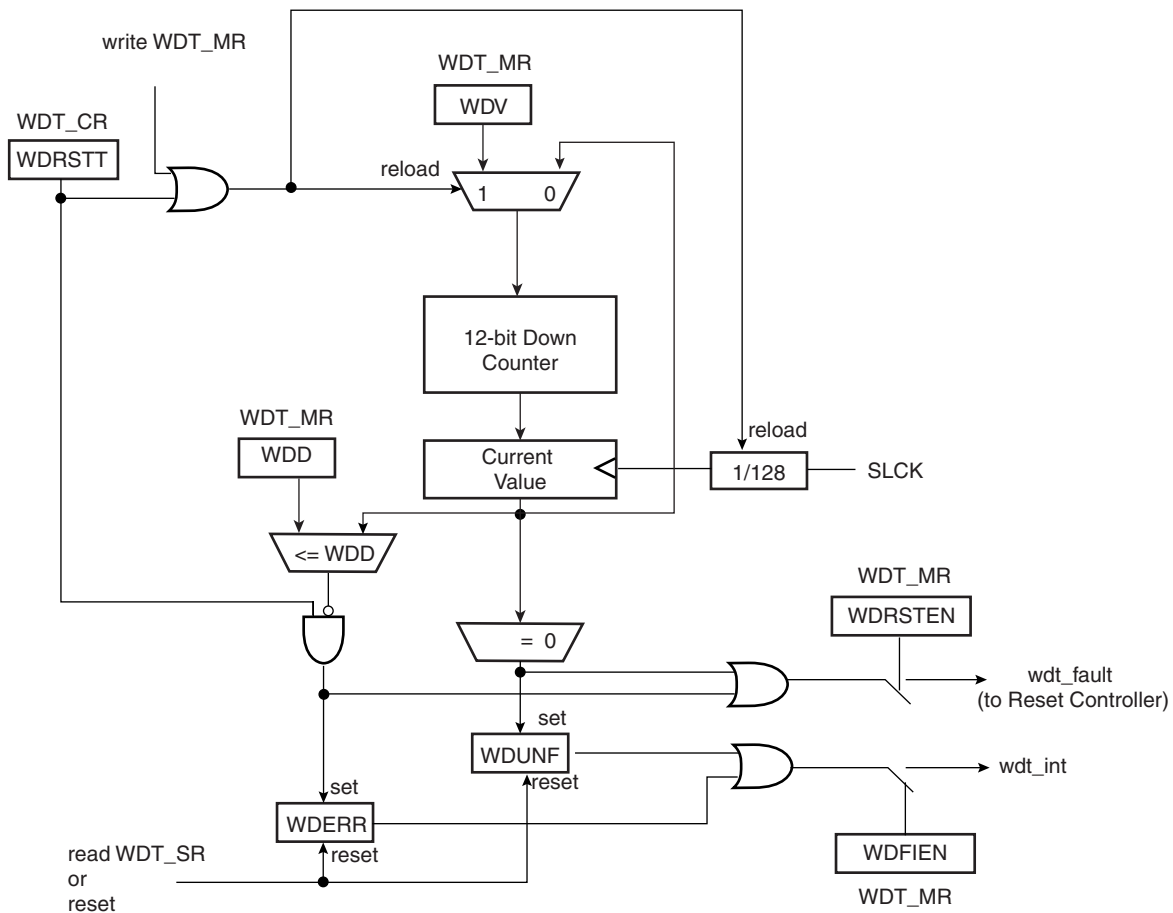 write WDT_MR
WDT_MR
WDV
WDT_CR
WDRSTT
reload
1 0
12-bit Down
Counter
WDT_MR
WDD
Current
Value
reload
1/128
SLCK
<= WDD
= 0
WDT_MR
WDRSTEN
wdt_fault
(to Reset Controller)
set
WDUNF
reset
wdt_int
set
WDERR
reset
read WDT_SR
or
reset
WDFIEN
WDT_MR